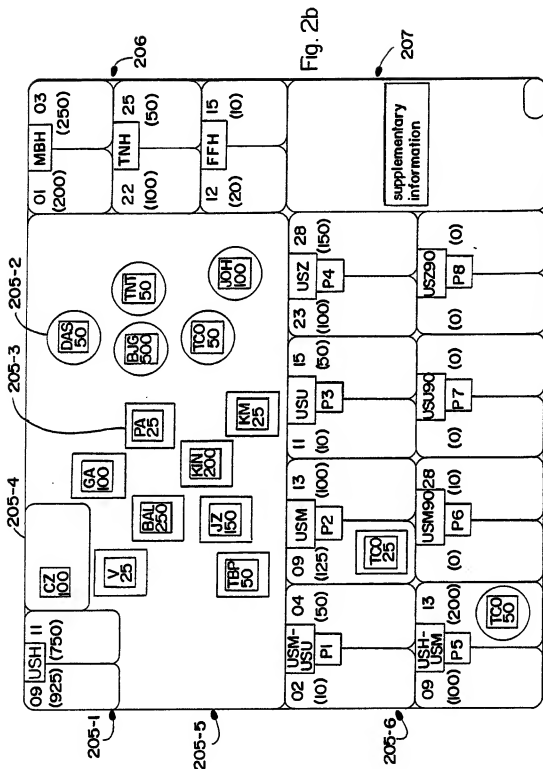 205-4
205-3
205-2
09 USH 11
(925) (750)
CZ
100
GA
100
PA
25
DAS
50
V
25
BAL
250
BJG
500
TNT
50
KIN
200
TCO
50
JZ
150
TBP
50
KM
25
JOH
100
01 MBH 03
(200) (250)
22 TNH 25
(100) (50)
12 FFH 15
(20) (10)
205-1
205-5
206
02 USM-USU 04
(10) P1 (50)
09 USM 13
(125) P2 (100)
TCO
25
11 USU 15
(10) P3 (50)
23 USZ 28
(100) P4 (150)
Fig. 2b
205-6
09 USH-USM 13
(100) P5 (200)
TCO
50
USM90 28
(0) P6 (10)
USU90
(0) P7 (0)
USZ90
(0) P8 (0)
supplementary
information
207